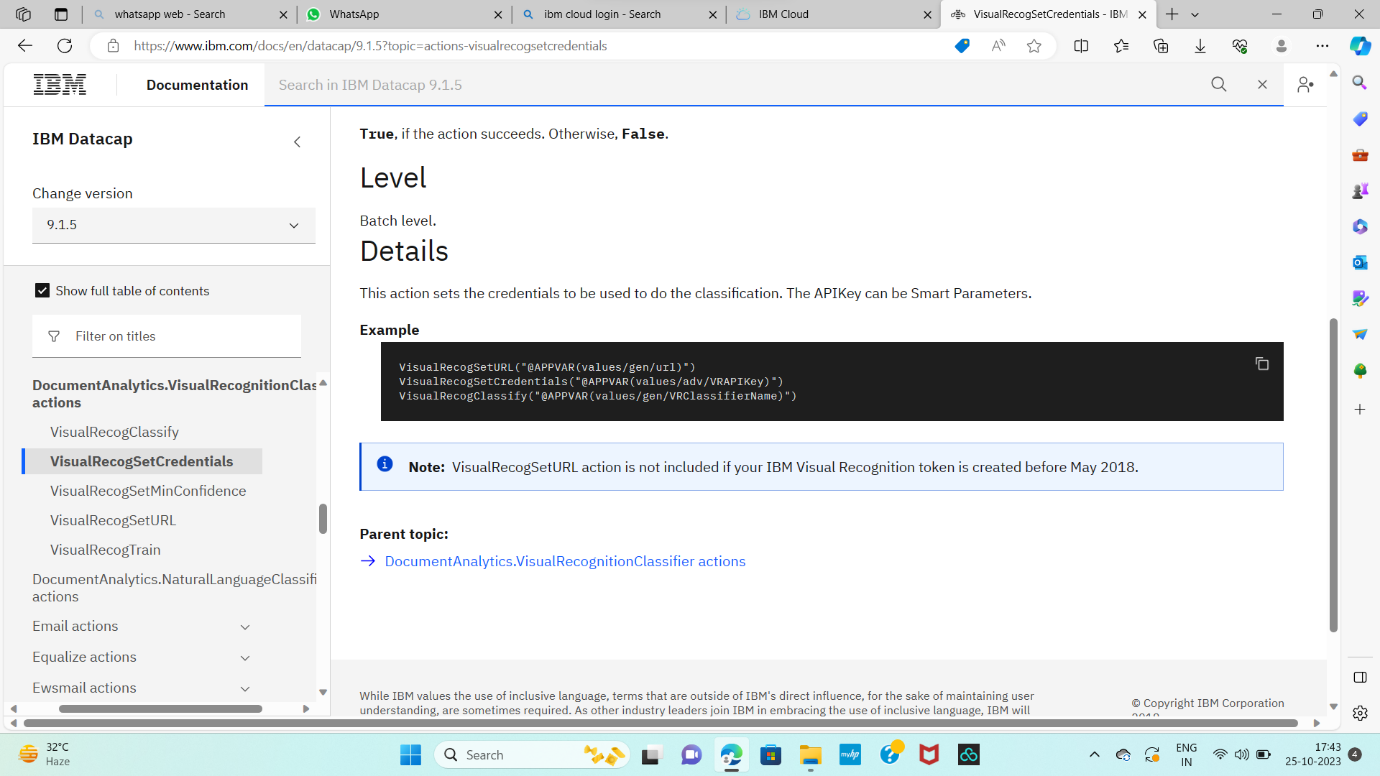 whatsapp web - Search
WhatsApp
ibm cloud login - Search
IBM Cloud
VisualRecogSetCredentials - IBM
https://www.ibm.com/docs/en/datacap/9.1.5?topic=actions-visualrecogsetcredentials
IBM
Documentation
Search in IBM Datacap 9.1.5
IBM Datacap
Change version
9.1.5
Show full table of contents
Filter on titles
DocumentAnalytics.VisualRecognitionClas
actions
VisualRecogClassify
VisualRecogSetCredentials
VisualRecogSetMinConfidence
VisualRecogSetURL
VisualRecogTrain
DocumentAnalytics.NaturalLanguageClassifi
actions
Email actions
Equalize actions
Ewsmail actions
True, if the action succeeds. Otherwise, False.
Level
Batch level.
Details
This action sets the credentials to be used to do the classification. The APIKey can be Smart Parameters.
Example
VisualRecogSetURL("@APPVAR(values/gen/url)")
VisualRecogSetCredentials("@APPVAR(values/adv/VRAPIKey)")
VisualRecogClassify("@APPVAR(values/gen/VRClassifierName)")
Note: VisualRecogSetURL action is not included if your IBM Visual Recognition token is created before May 2018.
Parent topic:
→ DocumentAnalytics.VisualRecognitionClassifier actions
While IBM values the use of inclusive language, terms that are outside of IBM's direct influence, for the sake of maintaining user
understanding, are sometimes required. As other industry leaders join IBM in embracing the use of inclusive language, IBM will
© Copyright IBM Corporation
32°C
Haze
Search
myhp
ENG
IN
17:43
25-10-2023
4